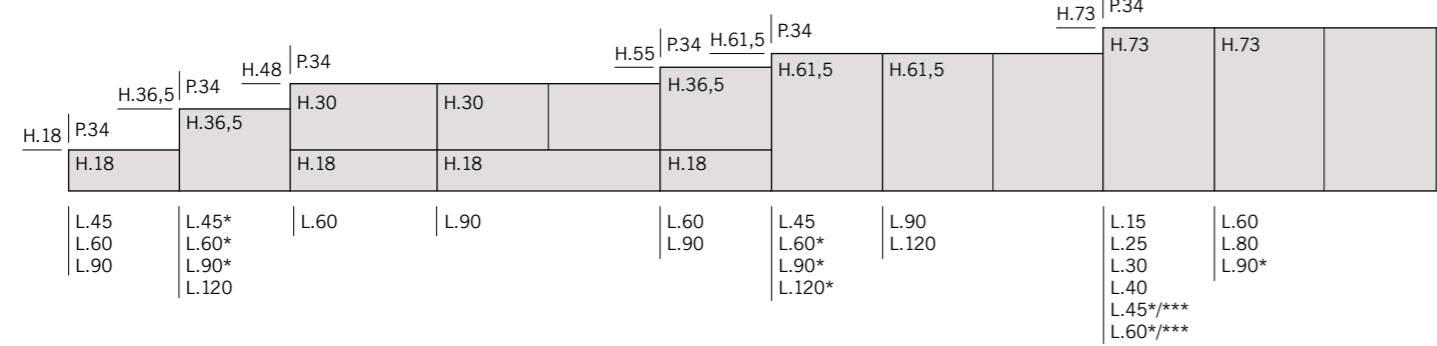 H.18
P.34
H.18
L.45
L.60
L.90
H.36,5
P.34
H.36,5
L.45*
L.60*
L.90*
L.120
H.48
P.34
H.30
H.18
L.60
H.30
H.18
L.90
H.55
P.34
H.36,5
H.18
L.60
L.90
H.61,5
P.34
H.61,5
L.45
L.60*
L.90*
L.120*
H.61,5
L.90
L.120
H.73
P.34
H.73
L.15
L.25
L.30
L.40
L.45*/***
L.60*/***
H.73
L.60
L.80
L.90*